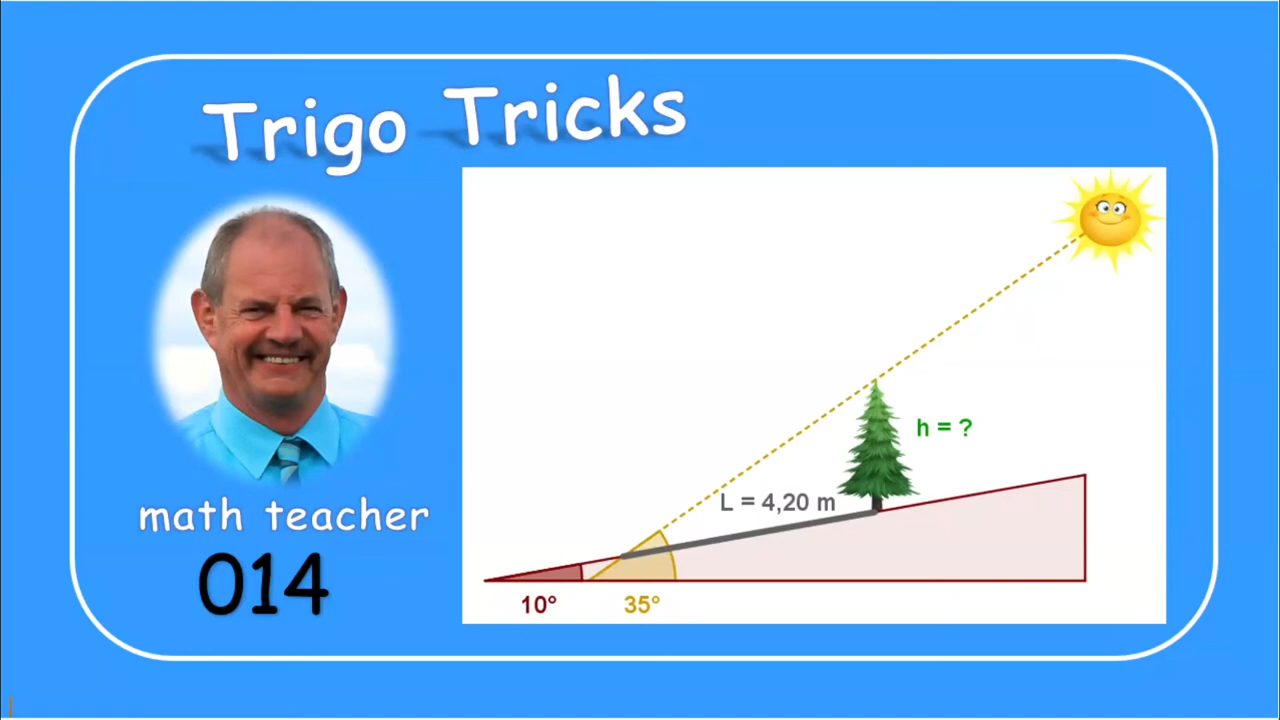 Trigo Tricks
math teacher
014
h = ?
L = 4,20 m
10°
35°